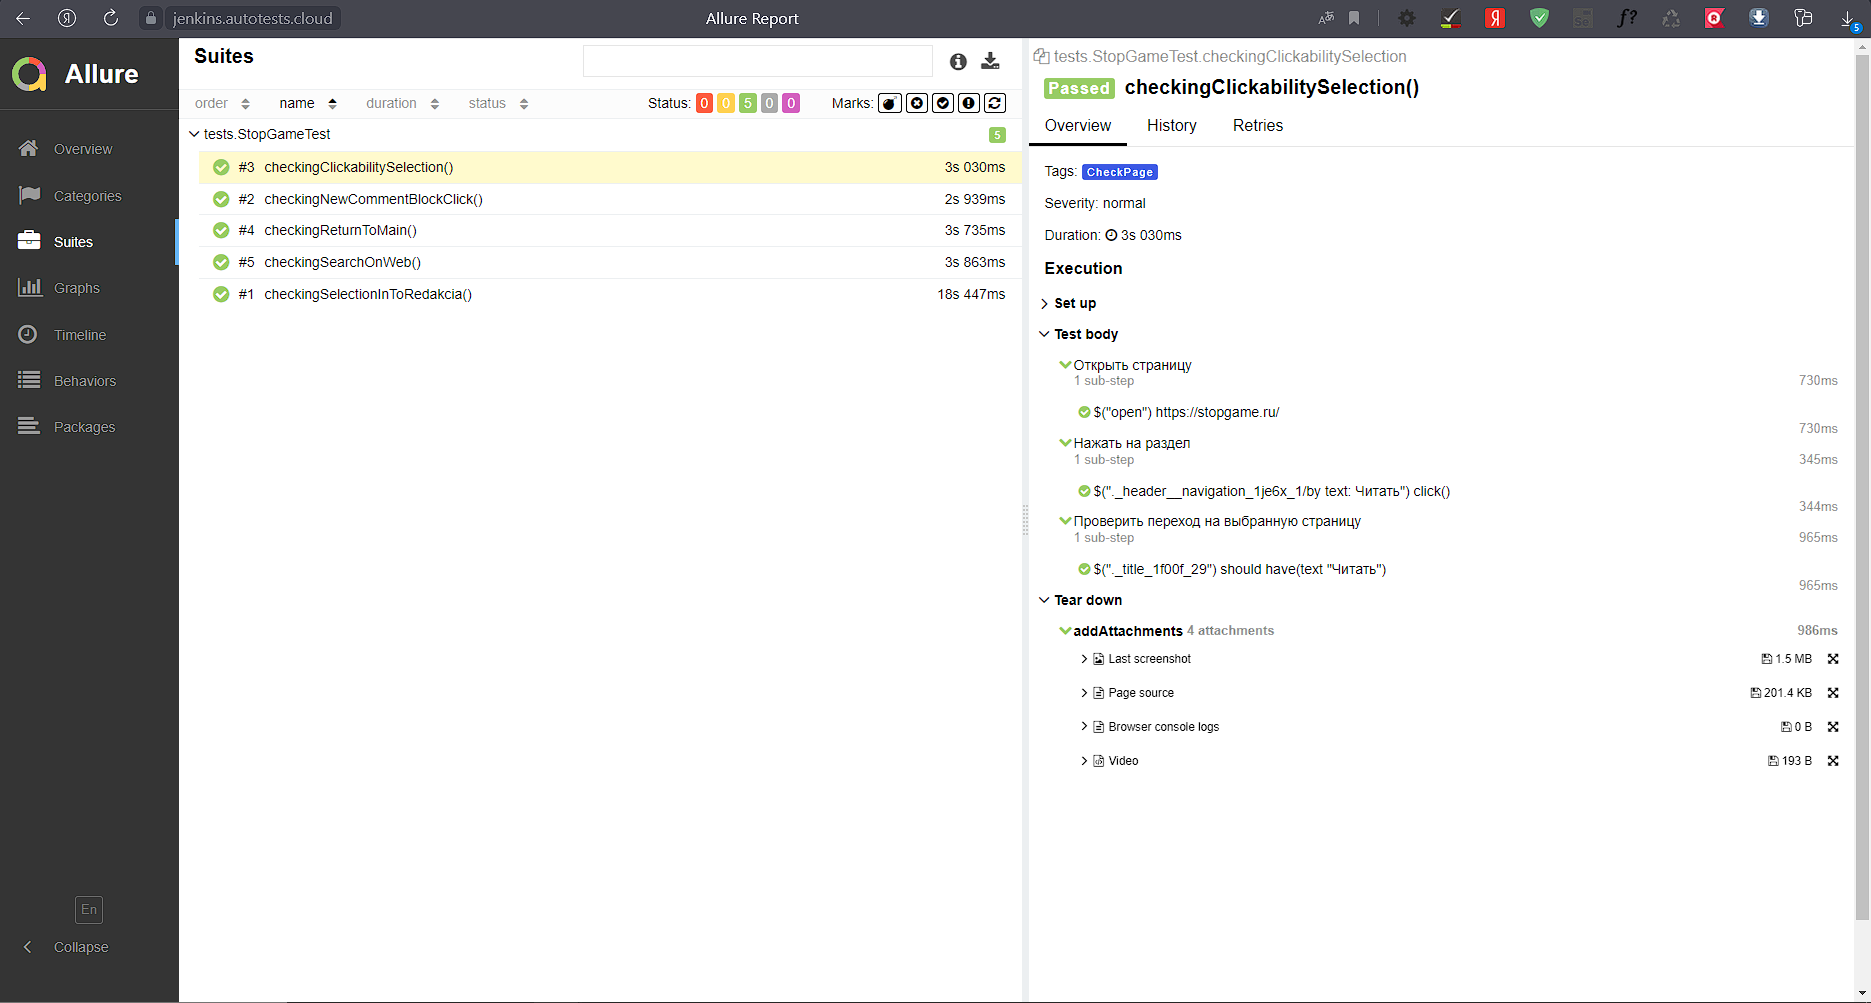 jenkins.autotests.cloud
Allure Report
5
Allure
Overview
Categories
Suites
Graphs
Timeline
Behaviors
Packages
En
Collapse
Suites
order name duration status Status: 0 0 5 0 0 Marks:
tests.StopGameTest 5
#3 checkingClickabilitySelection() 3s 030ms
#2 checkingNewCommentBlockClick() 2s 939ms
#4 checkingReturnToMain() 3s 735ms
#5 checkingSearchOnWeb() 3s 863ms
#1 checkingSelectionInToRedakcia() 18s 447ms
tests.StopGameTest.checkingClickabilitySelection
Passed checkingClickabilitySelection()
Overview History Retries
Tags: CheckPage
Severity: normal
Duration: 3s 030ms
Execution
Set up
Test body
Открыть страницу
1 sub-step 730ms
$("open") https://stopgame.ru/
730ms
Нажать на раздел
1 sub-step 345ms
$("._header__navigation_1je6x_1/by text: Читать") click()
344ms
Проверить переход на выбранную страницу
1 sub-step 965ms
$("._title_1f00f_29") should have(text "Читать")
965ms
Tear down
addAttachments 4 attachments 986ms
Last screenshot 1.5 MB
Page source 201.4 KB
Browser console logs 0 B
Video 193 B